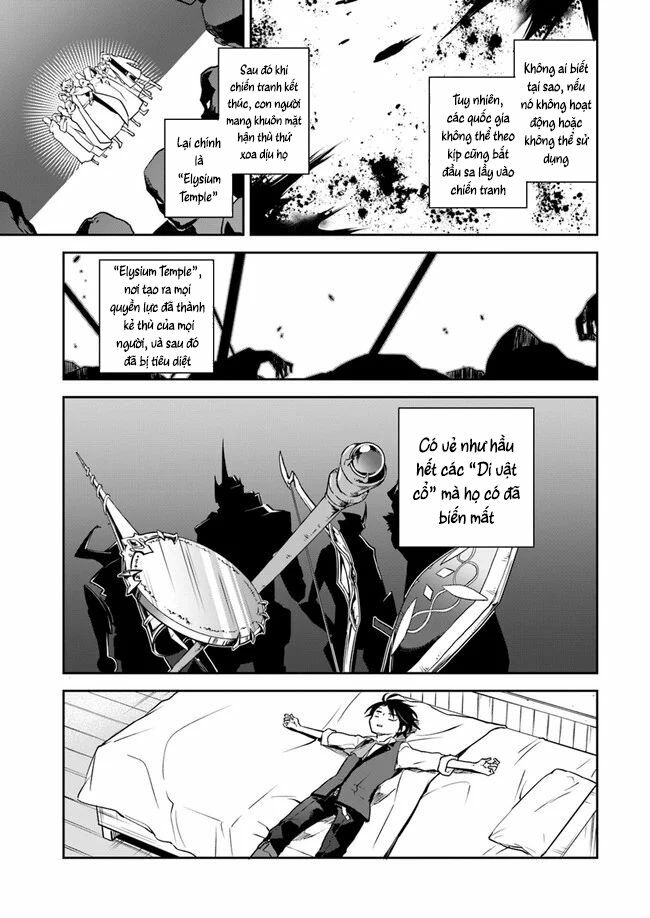 Không ai biết
tại sao, nếu
nó không hoạt
động hoặc
không thể sử
dụng
Tuy nhiên,
các quốc gia
không thể theo
kịp cũng bắt
đầu sa lầy vào
chiến tranh
Sau đó khi
chiến tranh kết
thúc, con người
mang khuôn mặt
hận thù thứ
xoa dịu họ
Lại chính
là
"Elysium
Temple"
"Elysium Temple",
nơi tạo ra mọi
quyền lực đã thành
kẻ thù của mọi
người, và sau đó
đã bị tiêu diệt
Có vẻ như hầu
hết các "Di vật
cổ" mà họ có đã
biến mất